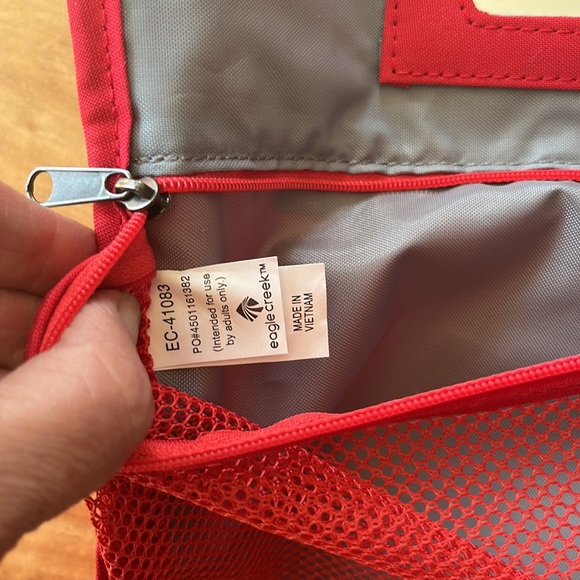 EC-41083
PO#4501161382
(Intended for use
by adults only.)
eagle creek™
MADE IN
VIETNAM